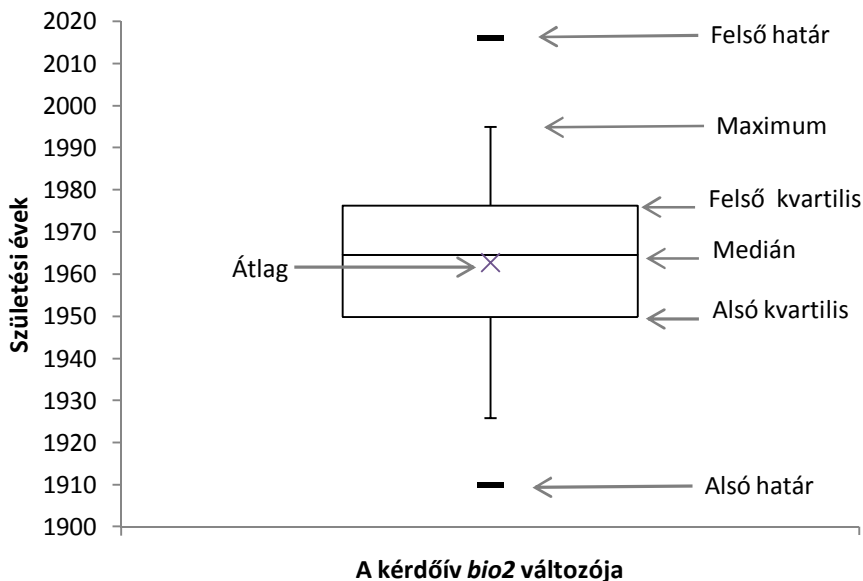 2020
2010
2000
1990
1980
1970
1960
1950
1940
1930
1920
1910
1900
Születési évek
Felső határ
Maximum
Felső kvartilis
Medián
Átlag
Alsó kvartilis
Alsó határ
A kérdőív bio2 változója